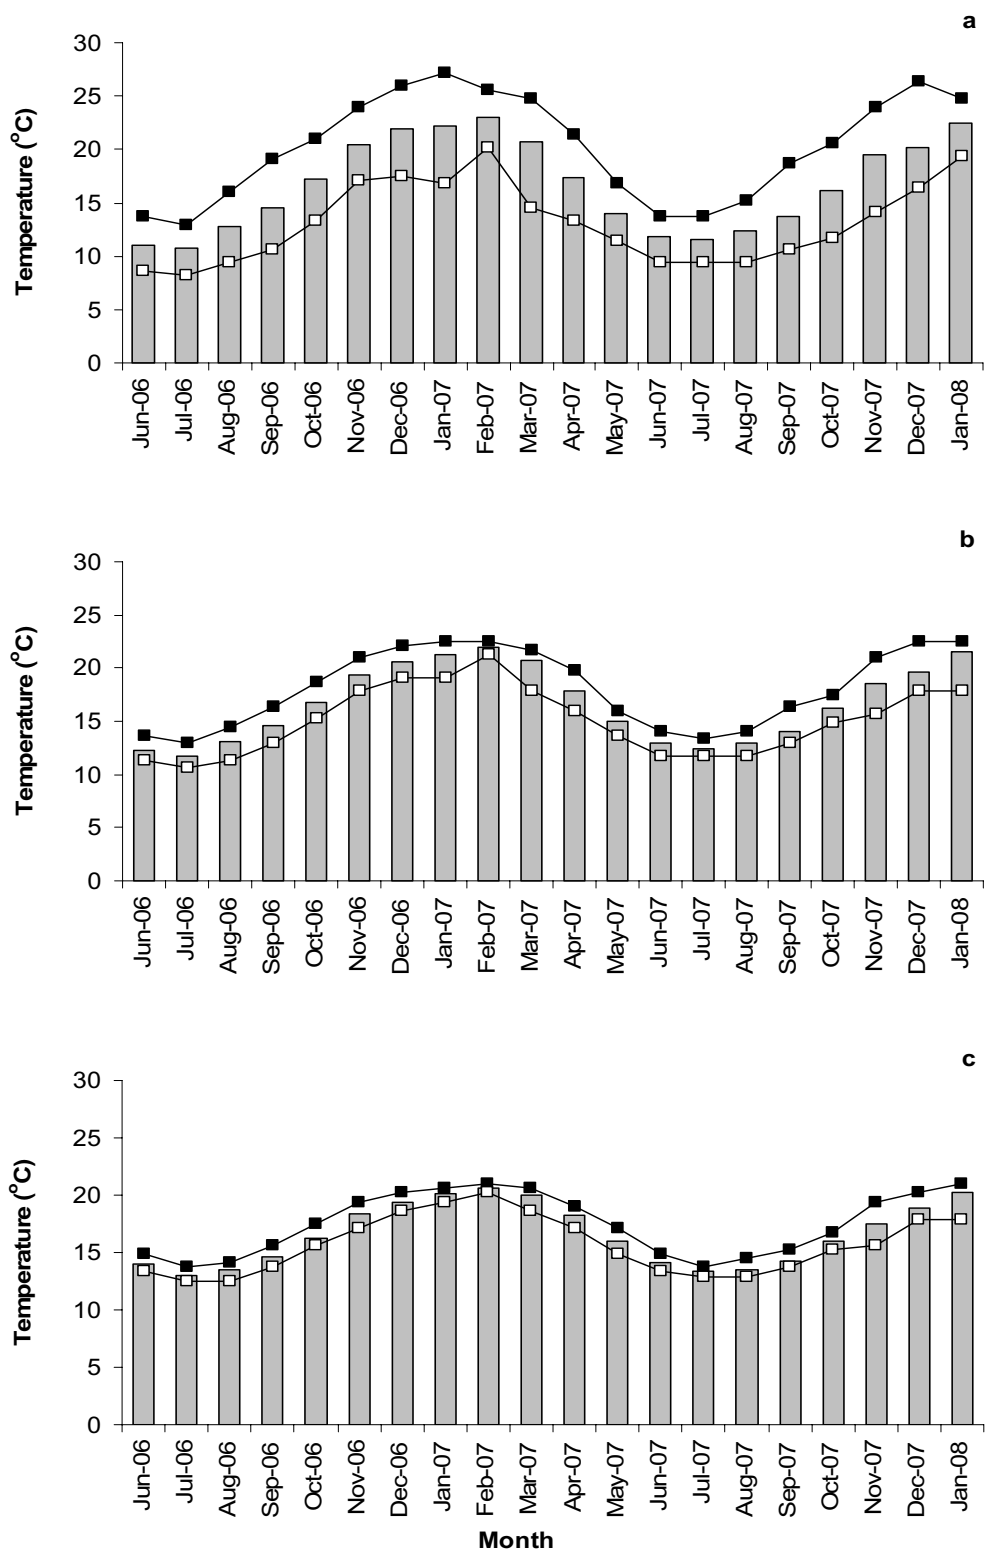 a
Temperature (°C)
30
25
20
15
10
5
0
Jun-06
Jul-06
Aug-06
Sep-06
Oct-06
Nov-06
Dec-06
Jan-07
Feb-07
Mar-07
Apr-07
May-07
Jun-07
Jul-07
Aug-07
Sep-07
Oct-07
Nov-07
Dec-07
Jan-08
b
Temperature (°C)
30
25
20
15
10
5
0
Jun-06
Jul-06
Aug-06
Sep-06
Oct-06
Nov-06
Dec-06
Jan-07
Feb-07
Mar-07
Apr-07
May-07
Jun-07
Jul-07
Aug-07
Sep-07
Oct-07
Nov-07
Dec-07
Jan-08
c
Temperature (°C)
30
25
20
15
10
5
0
Jun-06
Jul-06
Aug-06
Sep-06
Oct-06
Nov-06
Dec-06
Jan-07
Feb-07
Mar-07
Apr-07
May-07
Jun-07
Jul-07
Aug-07
Sep-07
Oct-07
Nov-07
Dec-07
Jan-08
Month